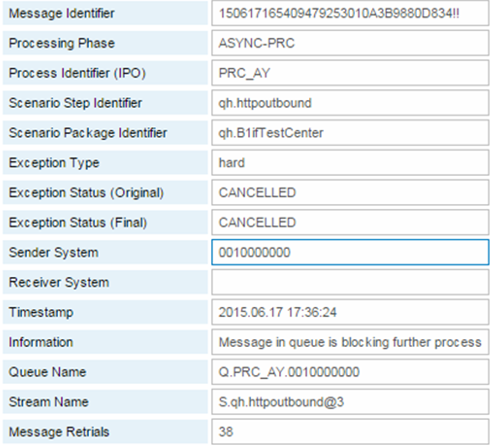 Message Identifier 150617165409479253010A3B9880D834!!
Processing Phase ASYNC-PRC
Process Identifier (IPO) PRC_AY
Scenario Step Identifier qh.httpoutbound
Scenario Package Identifier qh.B1ifTestCenter
Exception Type hard
Exception Status (Original) CANCELLED
Exception Status (Final) CANCELLED
Sender System 0010000000
Receiver System
Timestamp 2015.06.17 17:36:24
Information Message in queue is blocking further process
Queue Name Q.PRC_AY.0010000000
Stream Name S.qh.httpoutbound@3
Message Retrials 38